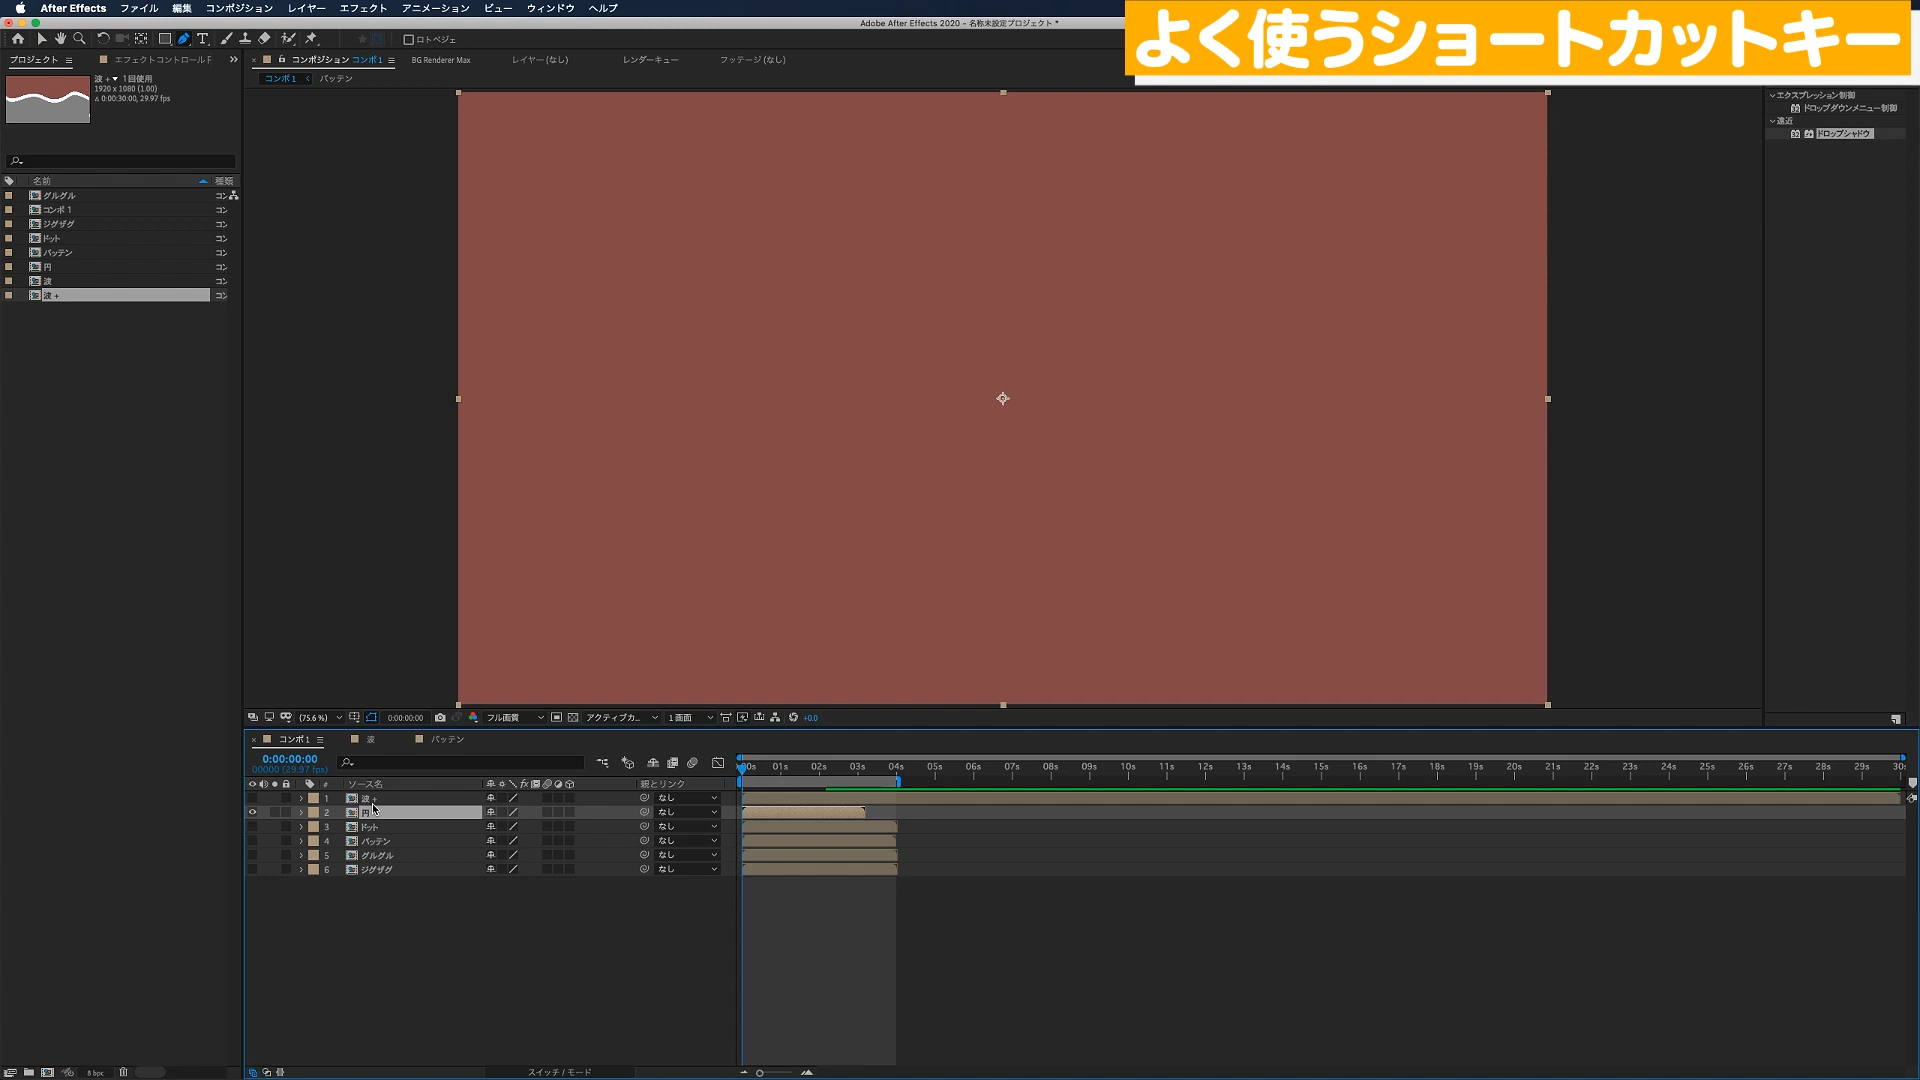 After Effects ファイル 編集 コンポジション レイヤー エフェクト アニメーション ビュー ウィンドウ ヘルプ
Adobe After Effects 2020 - 名称未設定プロジェクト *
よく使うショートカットキー
ロトベジェ
プロジェクト エフェクトコントロール
コンポジション コンポ 1 BG Renderer Max レイヤー (なし) レンダーキュー フッテージ (なし)
コンポ 1 バッテン
波 + 1回使用
1920 x 1080 (1.00)
Δ 0:00:30:00, 29.97 fps
エクスプレッション制御
ドロップダウンメニュー制御
遠近
ドロップシャドウ
名前 種類
グルグル
コンポ 1
ジグザグ
ドット
バッテン
円
波
波 +
(75.6 %) 0:00:00:00 フル画質 アクティブカ... 1 画面 +0.0
コンポ 1 波 バッテン
0:00:00:00
00000 (29.97 fps)
01s 02s 03s 04s 05s 06s 07s 08s 09s 10s 11s 12s 13s 14s 15s 16s 17s 18s 19s 20s 21s 22s 23s 24s 25s 26s 27s 28s 29s
# ソース名 親とリンク
1 波 + なし
2 円 なし
3 ドット なし
4 バッテン なし
5 グルグル なし
6 ジグザグ なし
8 bpc スイッチ / モード